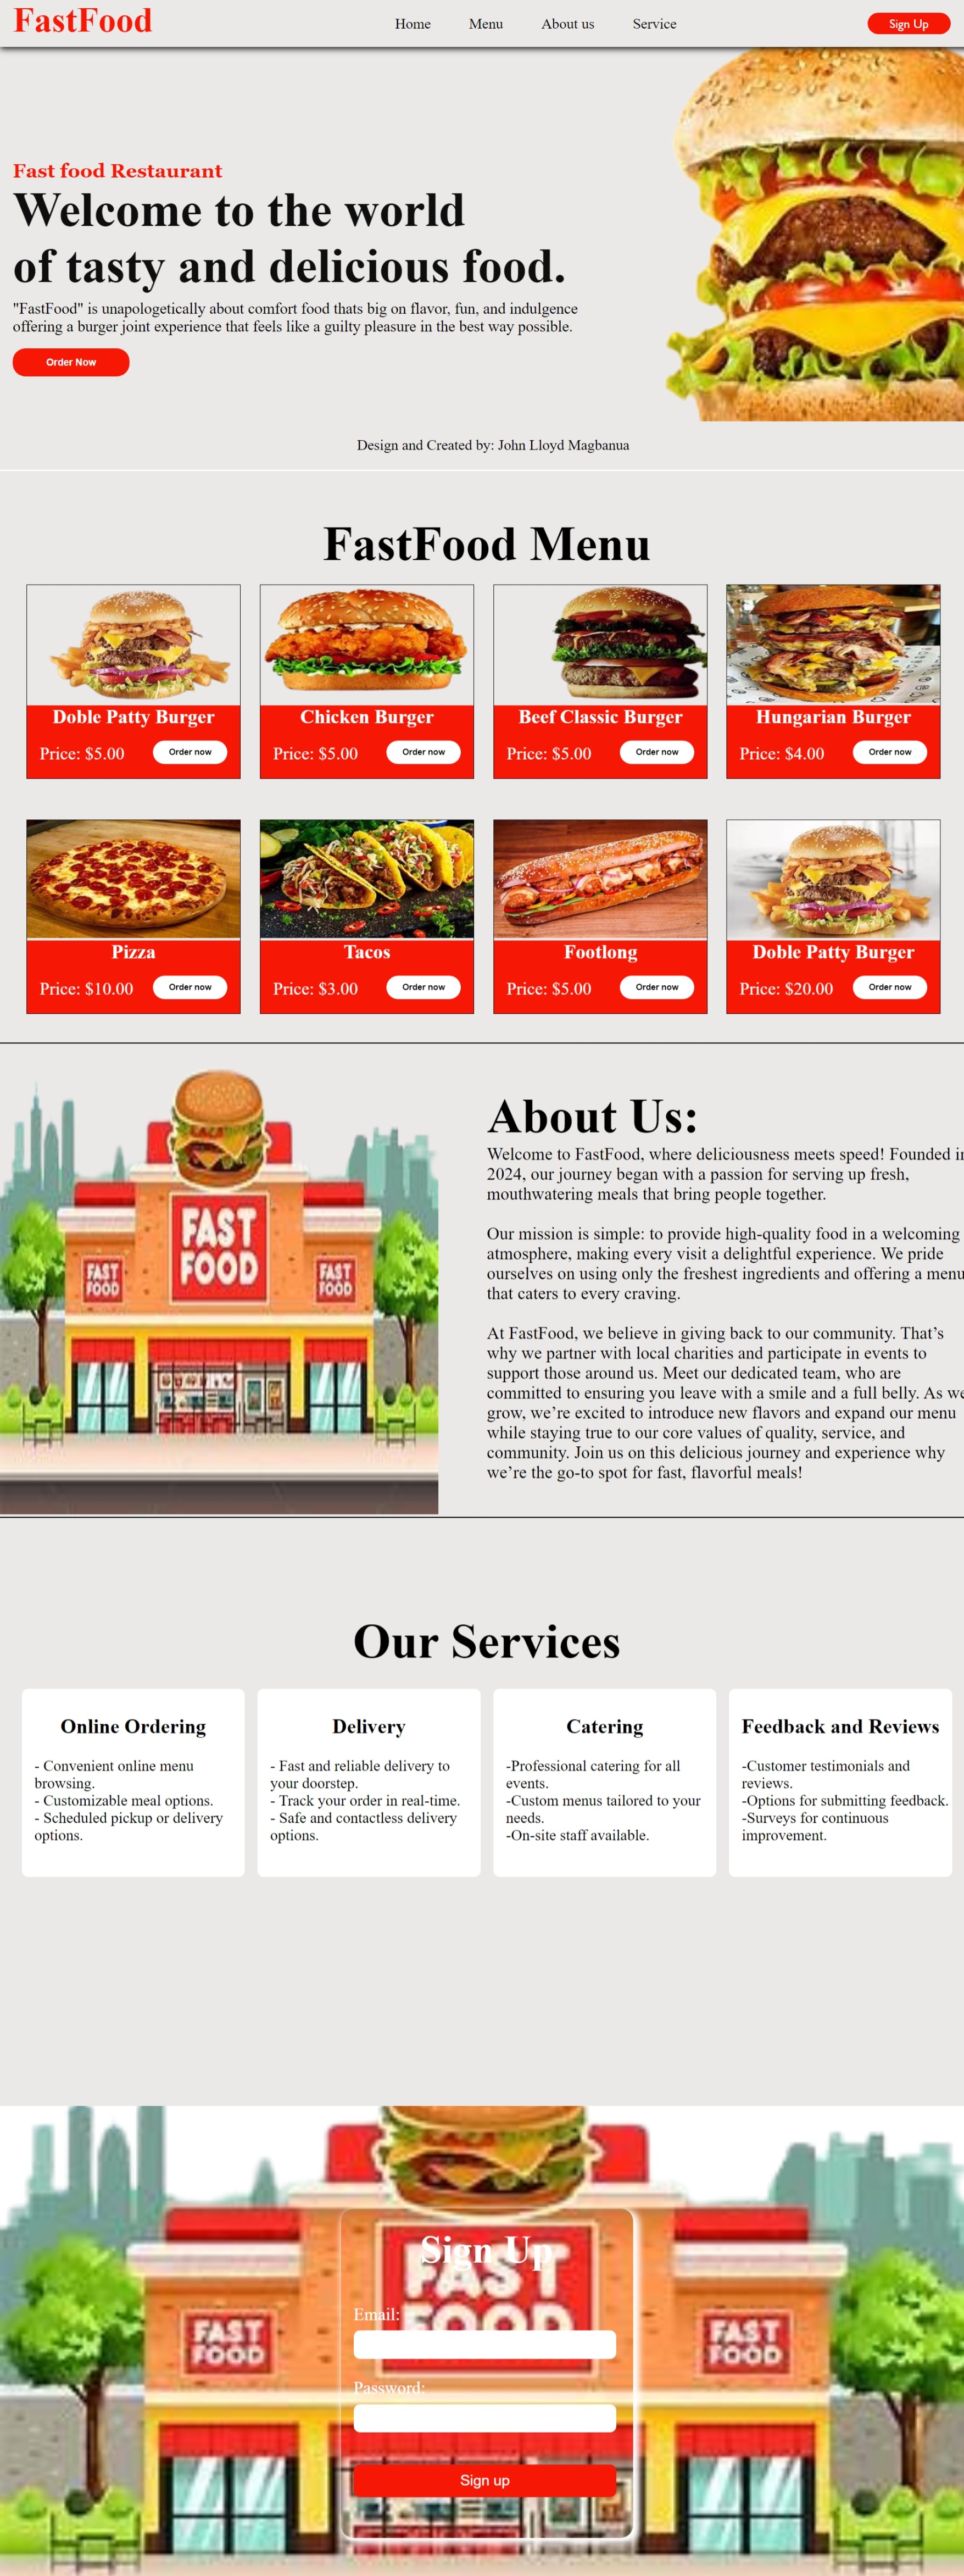 FastFood
Home Menu About us Service
Sign Up
Fast food Restaurant
Welcome to the world
of tasty and delicious food.
"FastFood" is unapologetically about comfort food thats big on flavor, fun, and indulgence
offering a burger joint experience that feels like a guilty pleasure in the best way possible.
Order Now
Design and Created by: John Lloyd Magbanua
FastFood Menu
Doble Patty Burger
Price: $5.00 Order now
Chicken Burger
Price: $5.00 Order now
Beef Classic Burger
Price: $5.00 Order now
Hungarian Burger
Price: $4.00 Order now
Pizza
Price: $10.00 Order now
Tacos
Price: $3.00 Order now
Footlong
Price: $5.00 Order now
Doble Patty Burger
Price: $20.00 Order now
FAST
FOOD
FAST
FOOD
FAST
FOOD
About Us:
Welcome to FastFood, where deliciousness meets speed! Founded in
2024, our journey began with a passion for serving up fresh,
mouthwatering meals that bring people together.
Our mission is simple: to provide high-quality food in a welcoming
atmosphere, making every visit a delightful experience. We pride
ourselves on using only the freshest ingredients and offering a menu
that caters to every craving.
At FastFood, we believe in giving back to our community. That’s
why we partner with local charities and participate in events to
support those around us. Meet our dedicated team, who are
committed to ensuring you leave with a smile and a full belly. As we
grow, we’re excited to introduce new flavors and expand our menu
while staying true to our core values of quality, service, and
community. Join us on this delicious journey and experience why
we’re the go-to spot for fast, flavorful meals!
Our Services
Online Ordering
- Convenient online menu
browsing.
- Customizable meal options.
- Scheduled pickup or delivery
options.
Delivery
- Fast and reliable delivery to
your doorstep.
- Track your order in real-time.
- Safe and contactless delivery
options.
Catering
-Professional catering for all
events.
-Custom menus tailored to your
needs.
-On-site staff available.
Feedback and Reviews
-Customer testimonials and
reviews.
-Options for submitting feedback.
-Surveys for continuous
improvement.
Sign Up
FAST
FOOD
FAST
FOOD
FAST
FOOD
Email:
Password:
Sign up